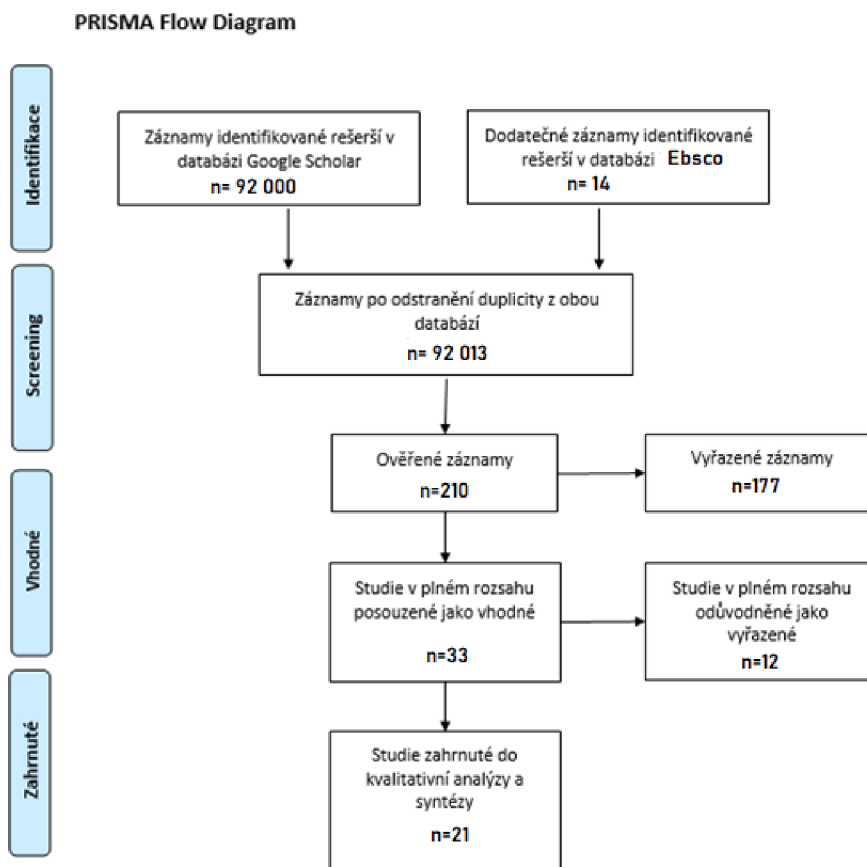 PRISMA Flow Diagram
Identifikace
Záznamy identifikované rešerší v
databázi Google Scholar
n= 92 000
Dodatečné záznamy identifikované
rešerší v databázi Ebsco
n= 14
Screening
Záznamy po odstranění duplicity z obou
databází
n= 92 013
Ověřené záznamy
n=210
Vyřazené záznamy
n=177
Vhodné
Studie v plném rozsahu
posouzené jako vhodné
n=33
Studie v plném rozsahu
odůvodněné jako
vyřazené
n=12
Zahrnuté
Studie zahrnuté do
kvalitativní analýzy a
syntézy
n=21